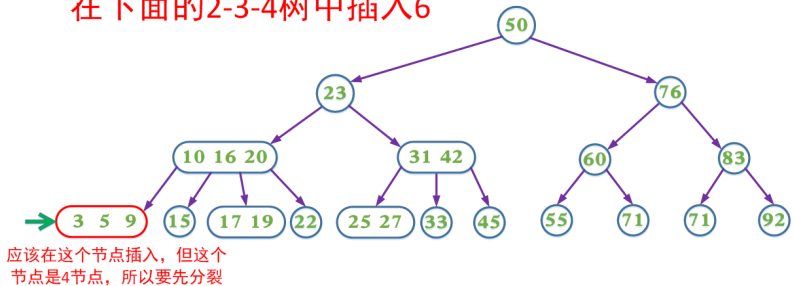 在下面的2-3-4树中插入6
50
23 76
10 16 20 31 42 60 83
3 5 9 15 17 19 22 25 27 33 45 55 71 71 92
应该在这个节点插入，但这个
节点是4节点，所以要先分裂